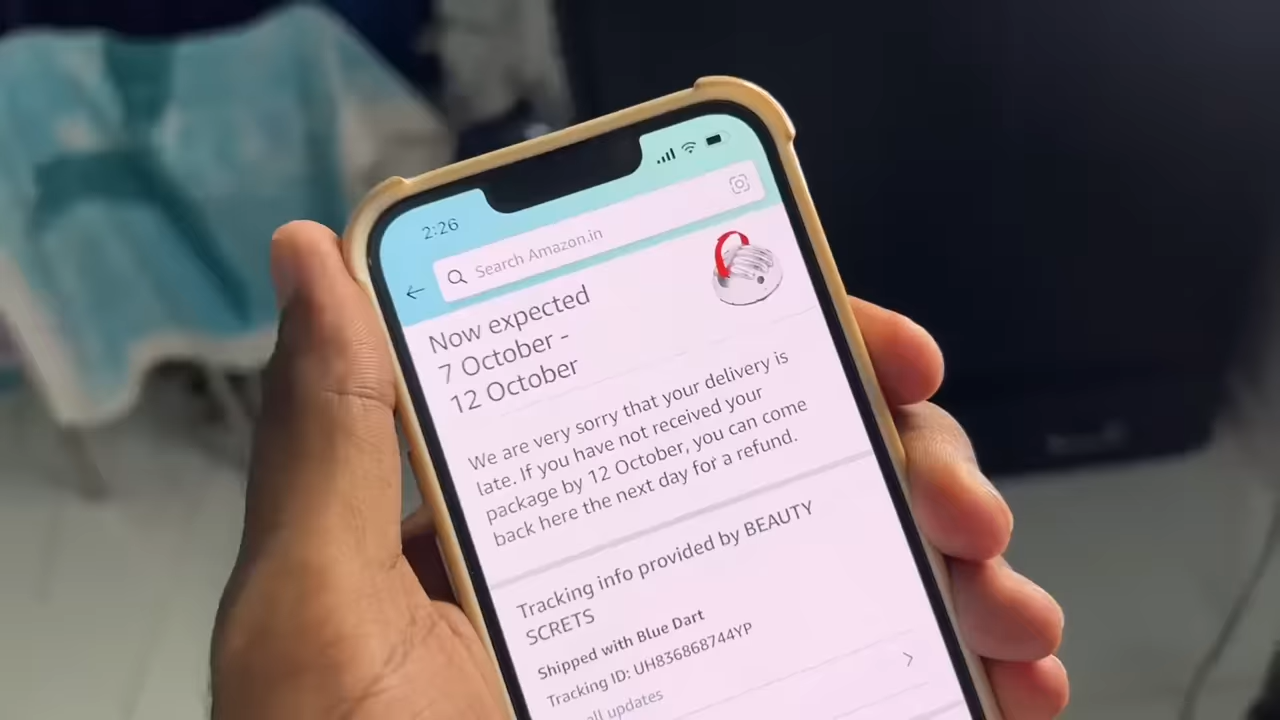 2:26
Search Amazon.in
Now expected
7 October -
12 October
We are very sorry that your delivery is
late. If you have not received your
package by 12 October, you can come
back here the next day for a refund.
Tracking info provided by BEAUTY
SCRETS
Shipped with Blue Dart
Tracking ID: UH836868744YP
all updates